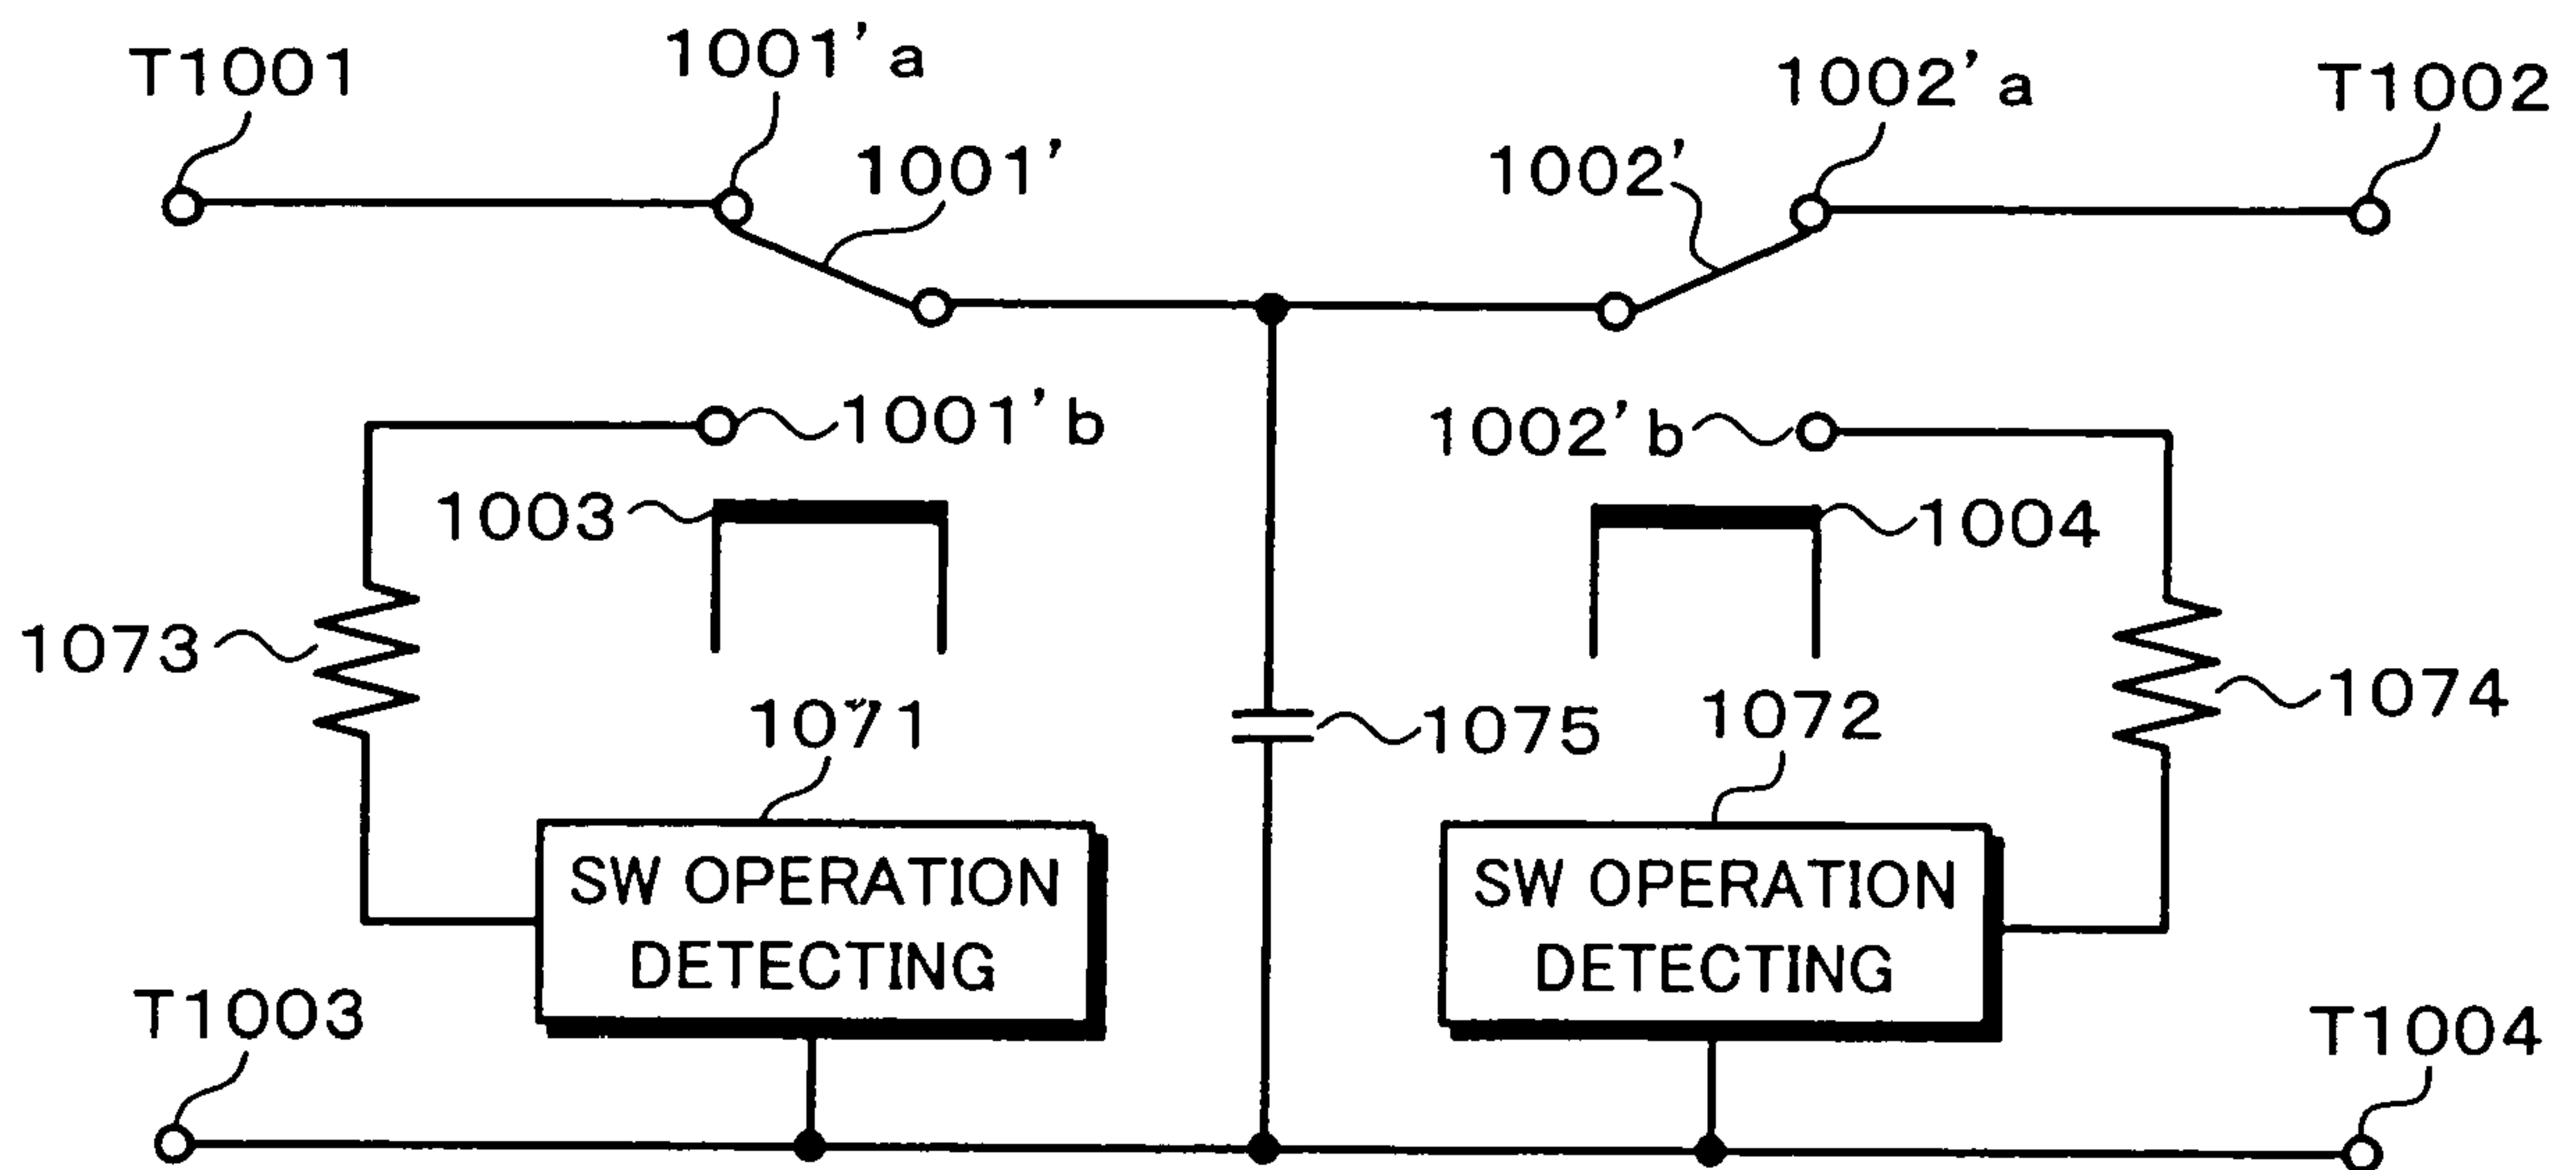 T1001
1001'a
1001'
1002'
1002'a
T1002
1001'b
1002'b
1003
1004
1073
1074
1071
1075
1072
SW OPERATION
DETECTING
SW OPERATION
DETECTING
T1003
T1004